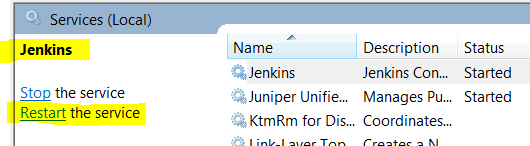 Services (Local)
Jenkins
Stop the service
Restart the service
Name Description Status
Jenkins Jenkins Con... Started
Juniper Unifie... Manages Pu... Started
KtmRm for Dis... Coordinates...
Link-Layer Top... Creates a N...